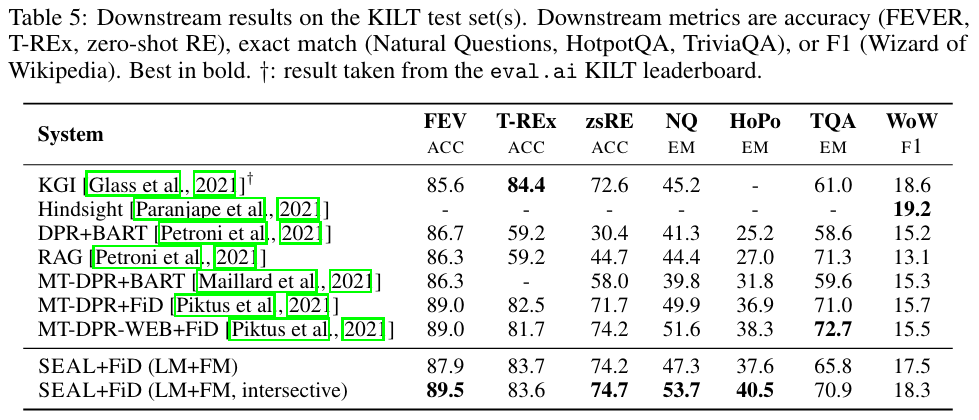 Table 5: Downstream results on the KILT test set(s). Downstream metrics are accuracy (FEVER,
T-REx, zero-shot RE), exact match (Natural Questions, HotpotQA, TriviaQA), or F1 (Wizard of
Wikipedia). Best in bold. †: result taken from the eval.ai KILT leaderboard.
System FEV T-REx zsRE NQ HoPo TQA WoW
ACC ACC ACC EM EM EM F1
KGI [Glass et al., 2021]† 85.6 84.4 72.6 45.2 - 61.0 18.6
Hindsight [Paranjape et al., 2021] - - - - - - 19.2
DPR+BART [Petroni et al., 2021] 86.7 59.2 30.4 41.3 25.2 58.6 15.2
RAG [Petroni et al., 2021] 86.3 59.2 44.7 44.4 27.0 71.3 13.1
MT-DPR+BART [Maillard et al., 2021] 86.3 - 58.0 39.8 31.8 59.6 15.3
MT-DPR+FiD [Piktus et al., 2021] 89.0 82.5 71.7 49.9 36.9 71.0 15.7
MT-DPR-WEB+FiD [Piktus et al., 2021] 89.0 81.7 74.2 51.6 38.3 72.7 15.5
SEAL+FiD (LM+FM) 87.9 83.7 74.2 47.3 37.6 65.8 17.5
SEAL+FiD (LM+FM, intersective) 89.5 83.6 74.7 53.7 40.5 70.9 18.3